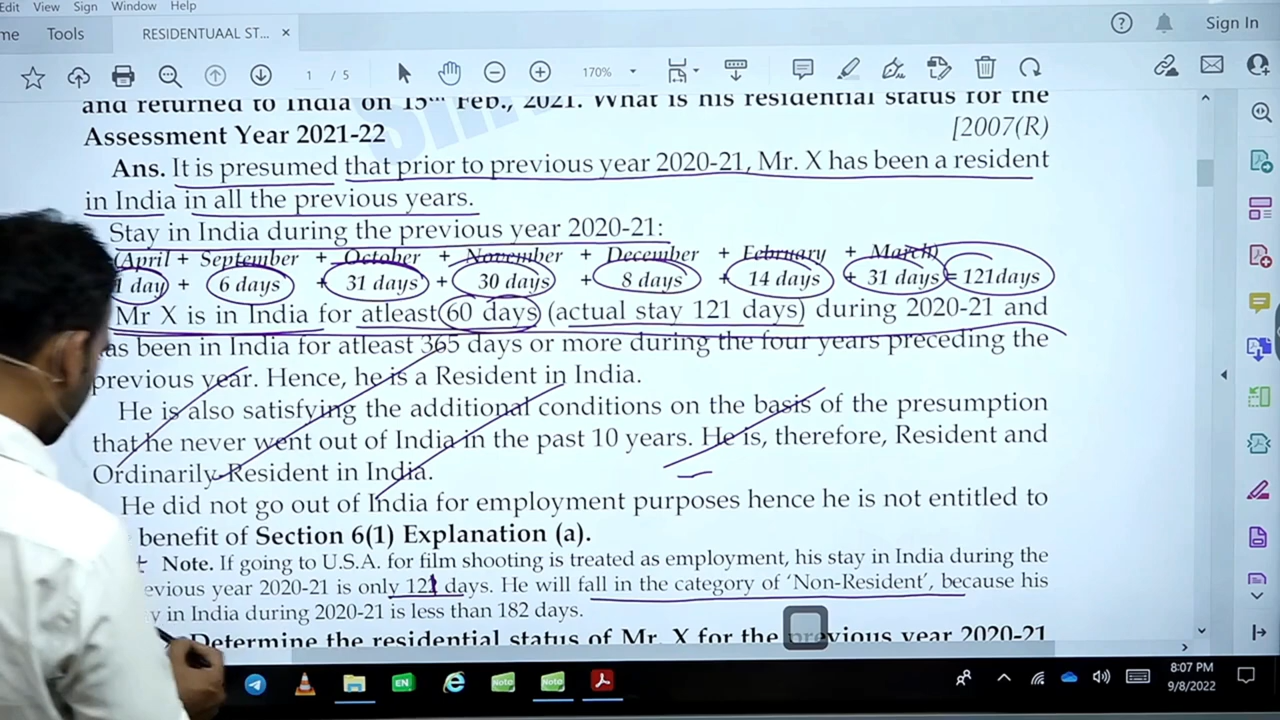 Edit View Sign Window Help
me Tools RESIDENTUAAL ST... × ? Sign In
1 / 5 170%
and returned to India on 15th Feb., 2021. What is his residential status for the
Assessment Year 2021-22 [2007(R)
Ans. It is presumed that prior to previous year 2020-21, Mr. X has been a resident
in India in all the previous years.
Stay in India during the previous year 2020-21:
(April + September + October + November + December + February + March)
1 day + 6 days + 31 days + 30 days + 8 days + 14 days + 31 days = 121days
Mr X is in India for atleast 60 days (actual stay 121 days) during 2020-21 and
has been in India for atleast 365 days or more during the four years preceding the
previous year. Hence, he is a Resident in India.
He is also satisfying the additional conditions on the basis of the presumption
that he never went out of India in the past 10 years. He is, therefore, Resident and
Ordinarily Resident in India.
He did not go out of India for employment purposes hence he is not entitled to
benefit of Section 6(1) Explanation (a).
Note. If going to U.S.A. for film shooting is treated as employment, his stay in India during the
evious year 2020-21 is only 121 days. He will fall in the category of 'Non-Resident', because his
y in India during 2020-21 is less than 182 days.
Determine the residential status of Mr. X for the previous year 2020-21
EN Note Note 8:07 PM
9/8/2022